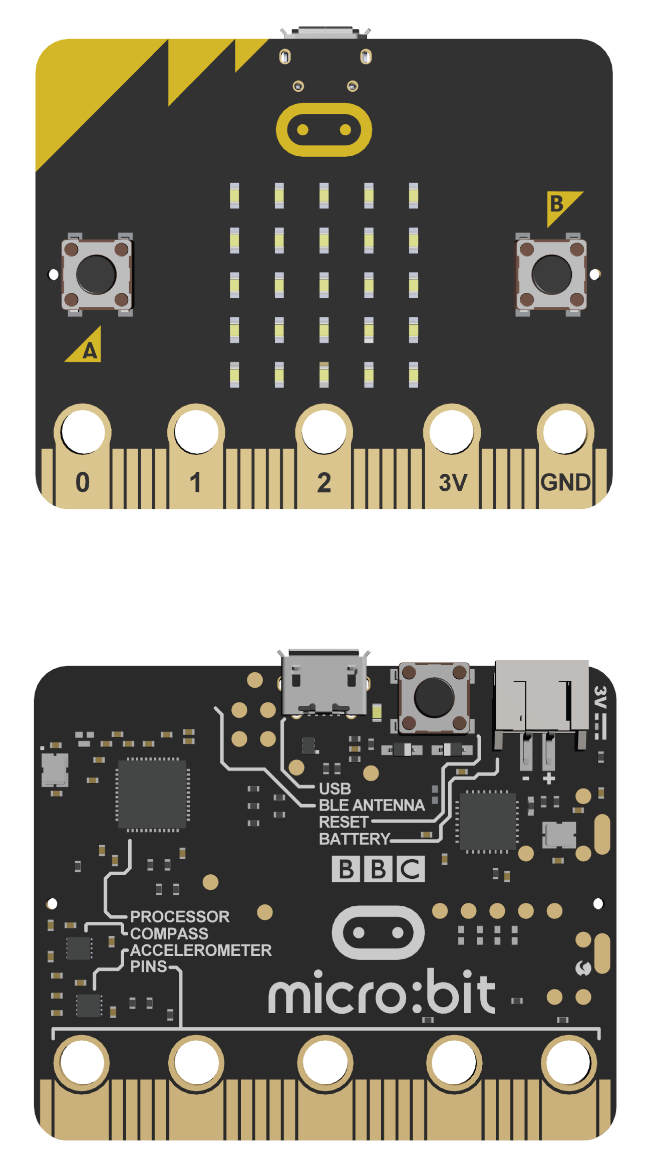 B
A
0 1 2 3V GND
3V
- +
USB
BLE ANTENNA
RESET
BATTERY
BBC
PROCESSOR
COMPASS
ACCELEROMETER
PINS
micro:bit